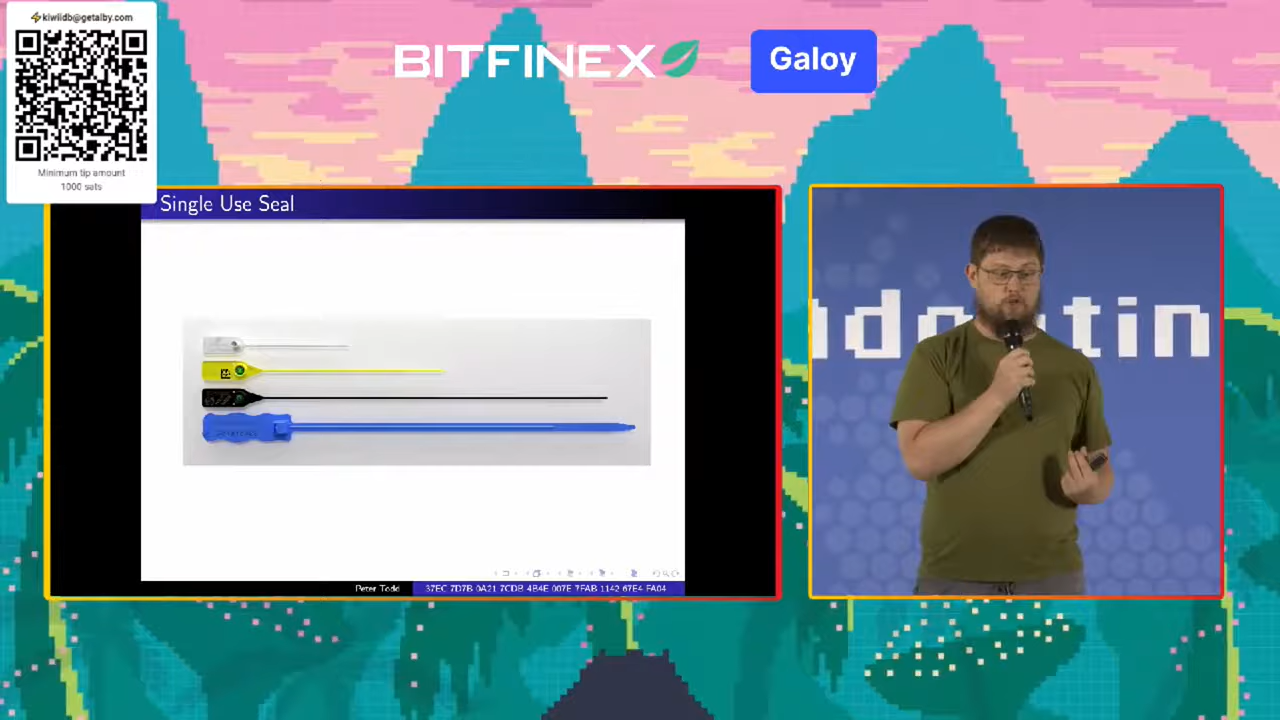 ⚡kiwiidb@getalby.com
Minimum tip amount
1000 sats
BITFINEX
Galoy
Single Use Seal
Peter Todd
37EC 7D7B 0A21 7CDB 4B4E 007E 7FAB 1142 67E4 FA04